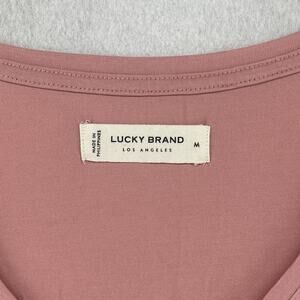 MADE IN
PHILIPPINES
LUCKY BRAND
LOS ANGELES
M